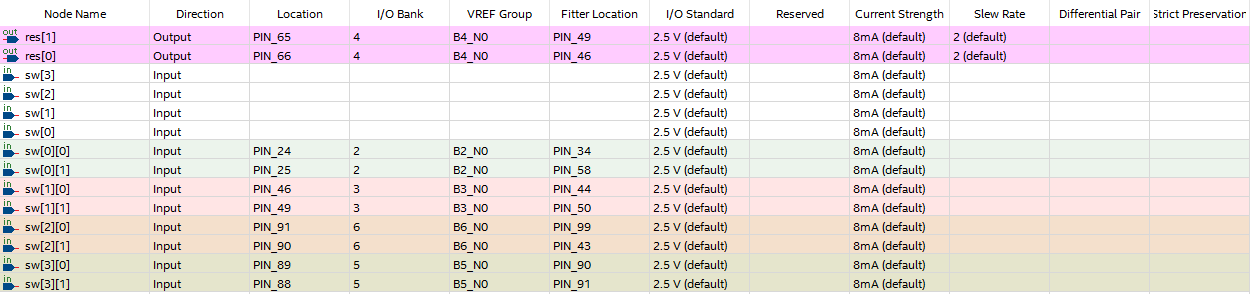 Node Name Direction Location I/O Bank VREF Group Fitter Location I/O Standard Reserved Current Strength Slew Rate Differential Pair Strict Preservation
out res[1] Output PIN_65 4 B4_N0 PIN_49 2.5 V (default) 8mA (default) 2 (default)
out res[0] Output PIN_66 4 B4_N0 PIN_46 2.5 V (default) 8mA (default) 2 (default)
in sw[3] Input 2.5 V (default) 8mA (default)
in sw[2] Input 2.5 V (default) 8mA (default)
in sw[1] Input 2.5 V (default) 8mA (default)
in sw[0] Input 2.5 V (default) 8mA (default)
in sw[0][0] Input PIN_24 2 B2_N0 PIN_34 2.5 V (default) 8mA (default)
in sw[0][1] Input PIN_25 2 B2_N0 PIN_58 2.5 V (default) 8mA (default)
in sw[1][0] Input PIN_46 3 B3_N0 PIN_44 2.5 V (default) 8mA (default)
in sw[1][1] Input PIN_49 3 B3_N0 PIN_50 2.5 V (default) 8mA (default)
in sw[2][0] Input PIN_91 6 B6_N0 PIN_99 2.5 V (default) 8mA (default)
in sw[2][1] Input PIN_90 6 B6_N0 PIN_43 2.5 V (default) 8mA (default)
in sw[3][0] Input PIN_89 5 B5_N0 PIN_90 2.5 V (default) 8mA (default)
in sw[3][1] Input PIN_88 5 B5_N0 PIN_91 2.5 V (default) 8mA (default)